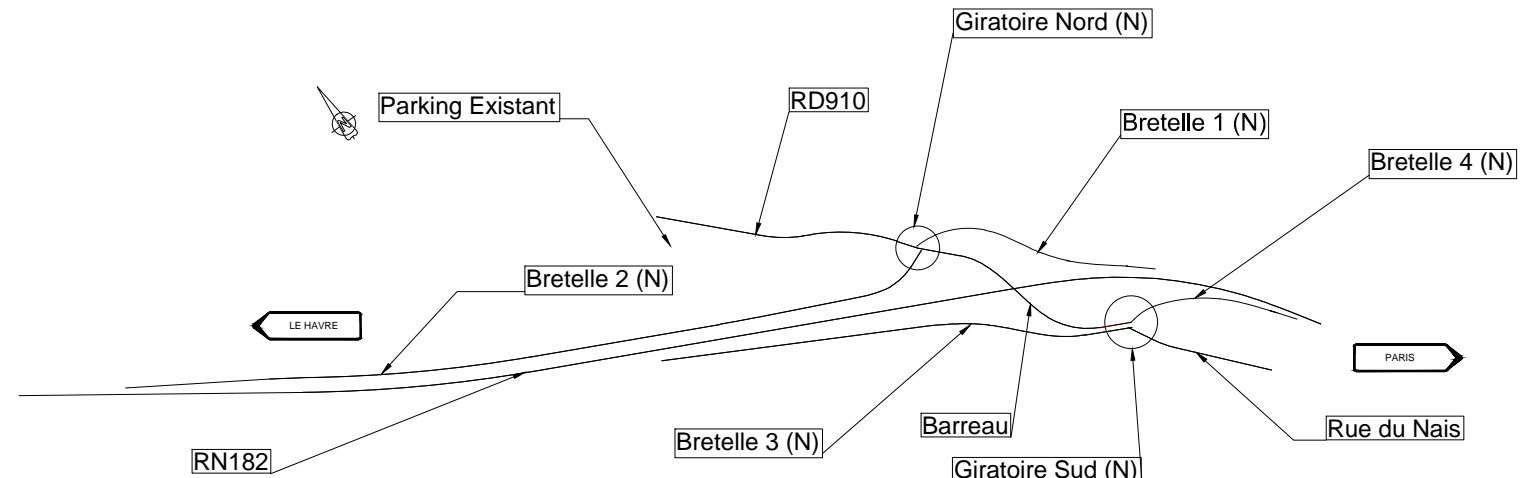 Giratoire Nord (N)
Parking Existant
RD910
Bretelle 1 (N)
Bretelle 4 (N)
N
Bretelle 2 (N)
LE HAVRE
PARIS
Bretelle 3 (N)
Barreau
Rue du Nais
RN182
Giratoire Sud (N)